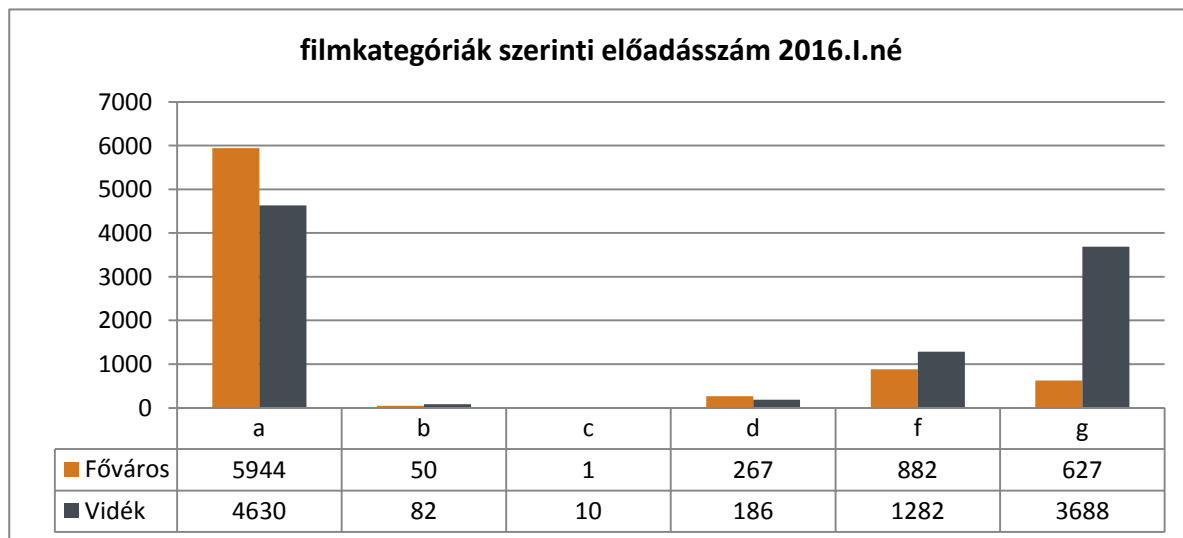 filmkategóriák szerinti előadásszám 2016.I.né
7000
6000
5000
4000
3000
2000
1000
0
a b c d f g
Főváros 5944 50 1 267 882 627
Vidék 4630 82 10 186 1282 3688